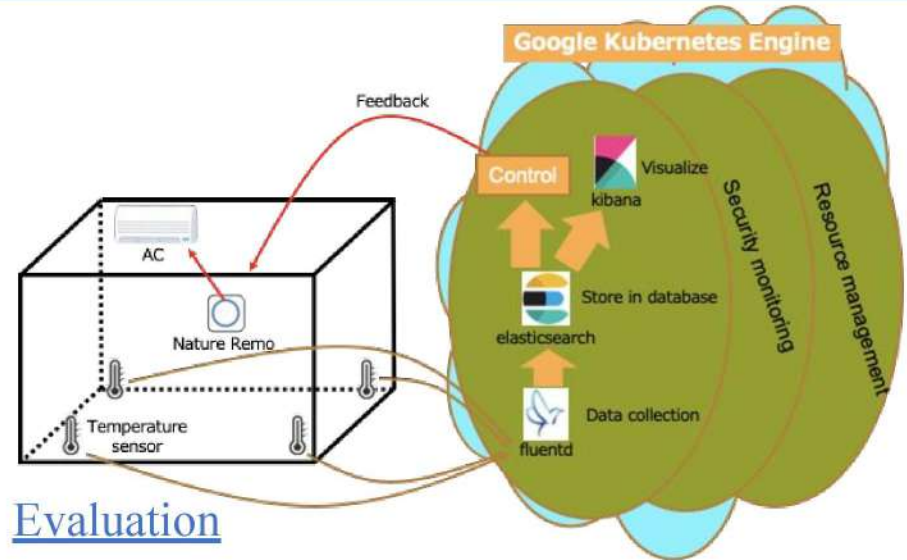 Google Kubernetes Engine
Feedback
Control
Visualize
kibana
AC
Nature Remo
Store in database
elasticsearch
Temperature
sensor
Data collection
fluentd
Security monitoring
Resource management
Evaluation